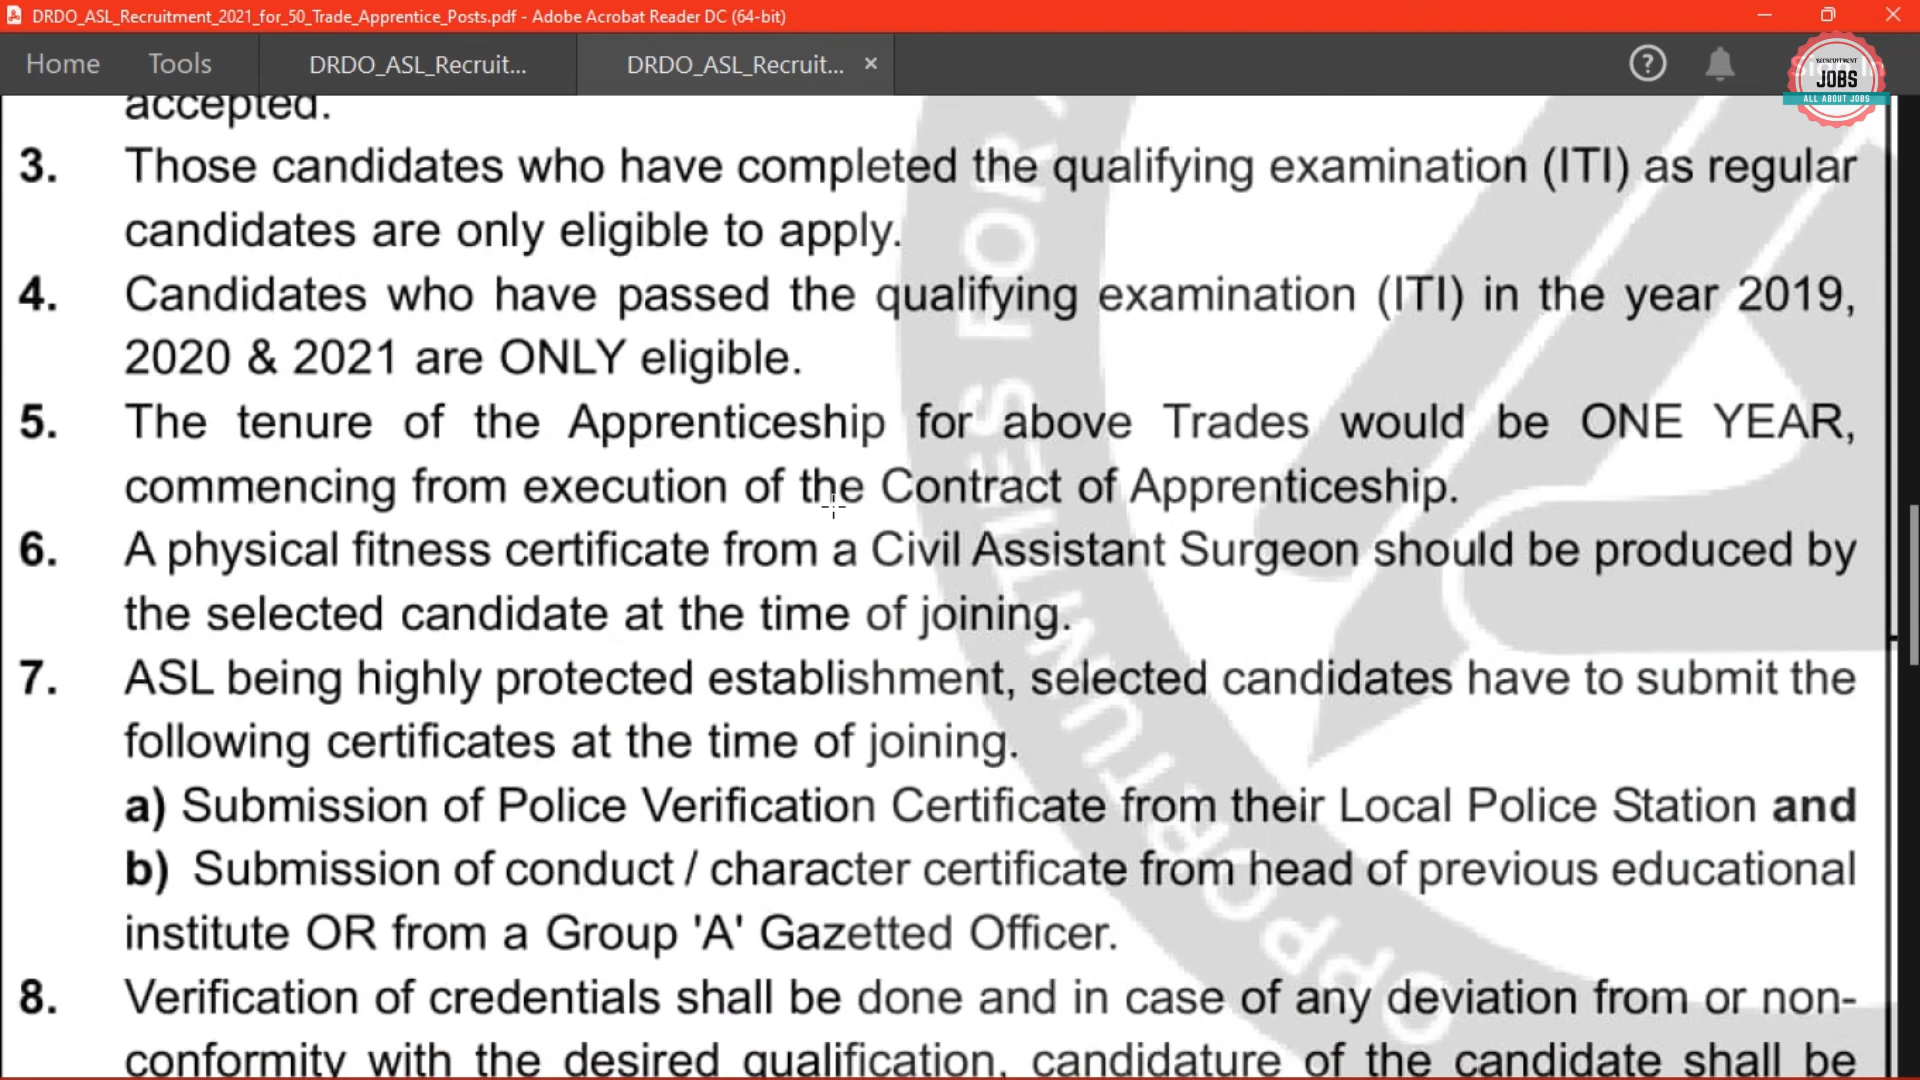 DRDO_ASL_Recruitment_2021_for_50_Trade_Apprentice_Posts.pdf - Adobe Acrobat Reader DC (64-bit)
Home Tools DRDO_ASL_Recruit... DRDO_ASL_Recruit... ×
RECRUITMENT
JOBS
ALL ABOUT JOBS
accepted.
3. Those candidates who have completed the qualifying examination (ITI) as regular
candidates are only eligible to apply.
4. Candidates who have passed the qualifying examination (ITI) in the year 2019,
2020 & 2021 are ONLY eligible.
5. The tenure of the Apprenticeship for above Trades would be ONE YEAR,
commencing from execution of the Contract of Apprenticeship.
6. A physical fitness certificate from a Civil Assistant Surgeon should be produced by
the selected candidate at the time of joining.
7. ASL being highly protected establishment, selected candidates have to submit the
following certificates at the time of joining.
a) Submission of Police Verification Certificate from their Local Police Station and
b) Submission of conduct / character certificate from head of previous educational
institute OR from a Group 'A' Gazetted Officer.
8. Verification of credentials shall be done and in case of any deviation from or non-
conformity with the desired qualification, candidature of the candidate shall be